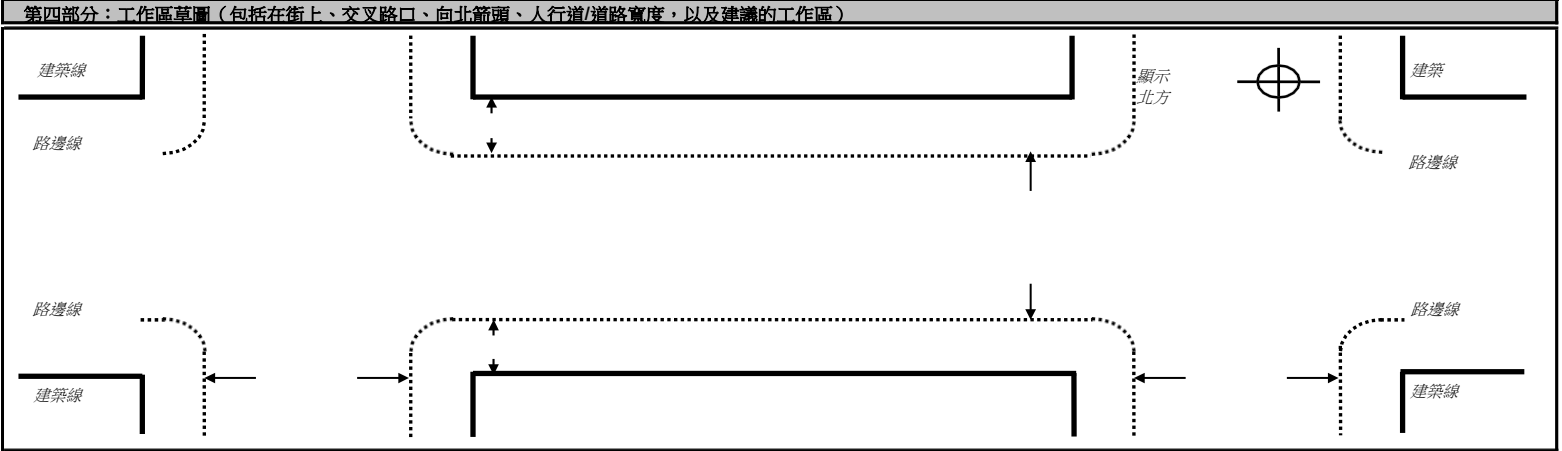 第四部分：工作區草圖（包括在街上、交叉路口、向北箭頭、人行道/道路寬度，以及建議的工作區）
建築線
顯示
北方
建築
路邊線
路邊線
路邊線
路邊線
建築線
建築線